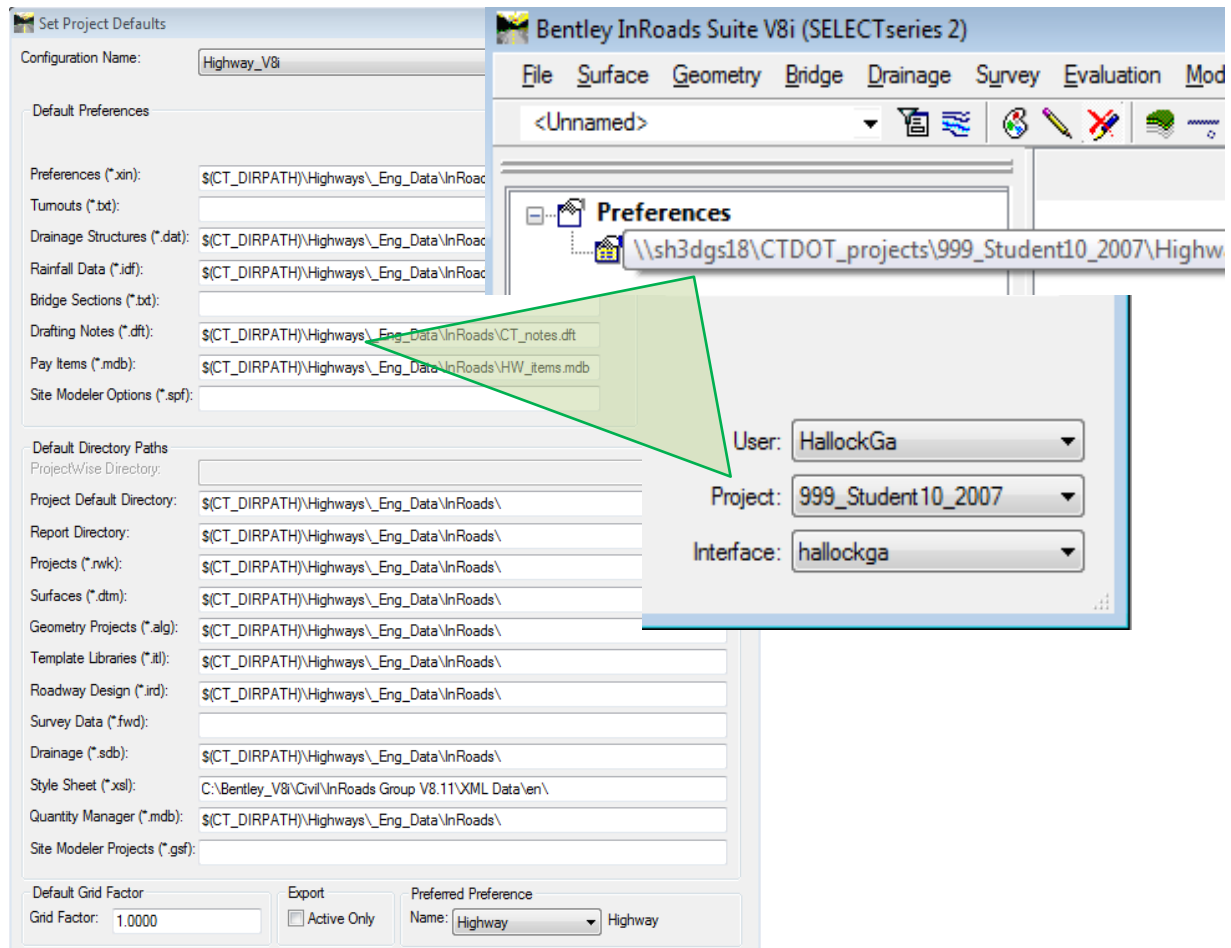 Set Project Defaults
Configuration Name: Highway_V8i
Default Preferences
Preferences (*.xin): $(CT_DIRPATH)\Highways\_Eng_Data\InRoad
Turnouts (*.txt):
Drainage Structures (*.dat): $(CT_DIRPATH)\Highways\_Eng_Data\InRoad
Rainfall Data (*.idf): $(CT_DIRPATH)\Highways\_Eng_Data\InRoad
Bridge Sections (*.txt):
Drafting Notes (*.dft): $(CT_DIRPATH)\Highways\_Eng_Data\InRoads\CT_notes.dft
Pay Items (*.mdb): $(CT_DIRPATH)\Highways\_Eng_Data\InRoads\HW_items.mdb
Site Modeler Options (*.spf):
Default Directory Paths
ProjectWise Directory:
Project Default Directory: $(CT_DIRPATH)\Highways\_Eng_Data\InRoads\
Report Directory: $(CT_DIRPATH)\Highways\_Eng_Data\InRoads\
Projects (*.rwk): $(CT_DIRPATH)\Highways\_Eng_Data\InRoads\
Surfaces (*.dtm): $(CT_DIRPATH)\Highways\_Eng_Data\InRoads\
Geometry Projects (*.alg): $(CT_DIRPATH)\Highways\_Eng_Data\InRoads\
Template Libraries (*.itl): $(CT_DIRPATH)\Highways\_Eng_Data\InRoads\
Roadway Design (*.ird): $(CT_DIRPATH)\Highways\_Eng_Data\InRoads\
Survey Data (*.fwd):
Drainage (*.sdb): $(CT_DIRPATH)\Highways\_Eng_Data\InRoads\
Style Sheet (*.xsl): C:\Bentley_V8i\Civil\InRoads Group V8.11\XML Data\en\
Quantity Manager (*.mdb): $(CT_DIRPATH)\Highways\_Eng_Data\InRoads\
Site Modeler Projects (*.gsf):
Default Grid Factor Export Preferred Preference
Grid Factor: 1.0000 Active Only Name: Highway Highway
Bentley InRoads Suite V8i (SELECTseries 2)
File Surface Geometry Bridge Drainage Survey Evaluation Mod
<Unnamed>
Preferences
\\sh3dgs18\CTDOT_projects\999_Student10_2007\Highwa
User: HallockGa
Project: 999_Student10_2007
Interface: hallockga